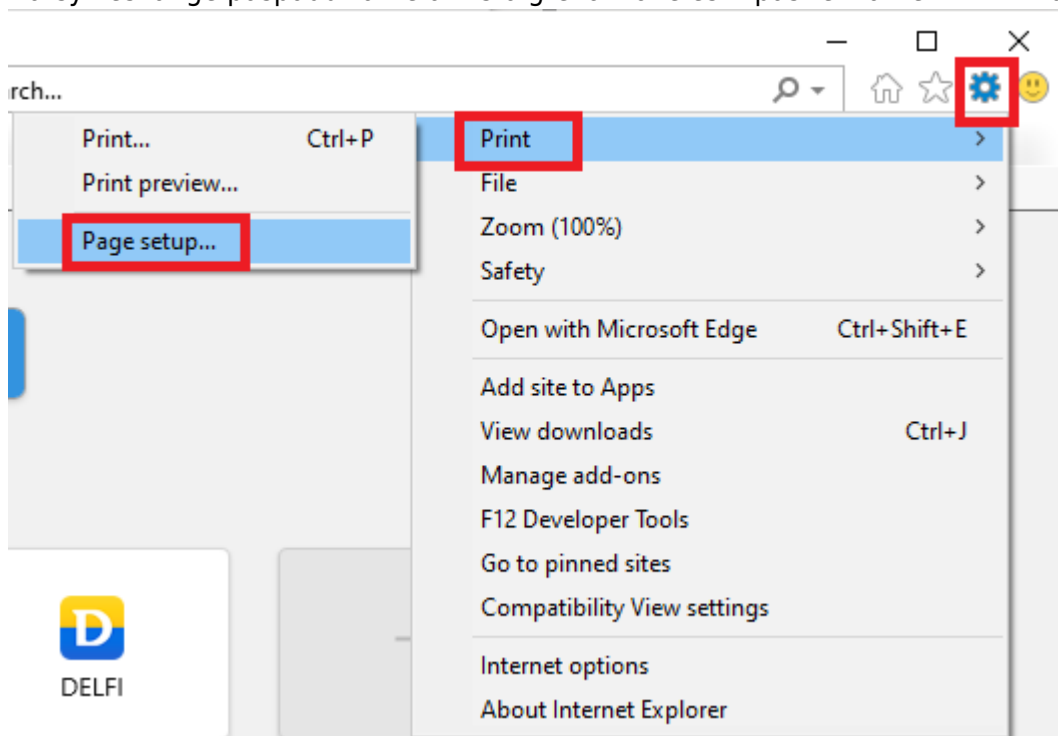 rch...
Print... Ctrl+P
Print preview...
Page setup...
Print
File
Zoom (100%)
Safety
Open with Microsoft Edge Ctrl+Shift+E
Add site to Apps
View downloads Ctrl+J
Manage add-ons
F12 Developer Tools
Go to pinned sites
Compatibility View settings
Internet options
About Internet Explorer
D
DELFI